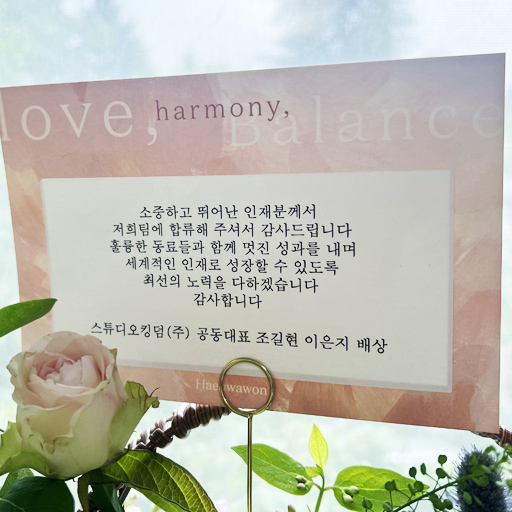 love, harmony, Balance
소중하고 뛰어난 인재분께서
저희팀에 합류해 주셔서 감사드립니다
훌륭한 동료들과 함께 멋진 성과를 내며
세계적인 인재로 성장할 수 있도록
최선의 노력을 다하겠습니다
감사합니다
스튜디오킹덤(주) 공동대표 조길현 이은지 배상